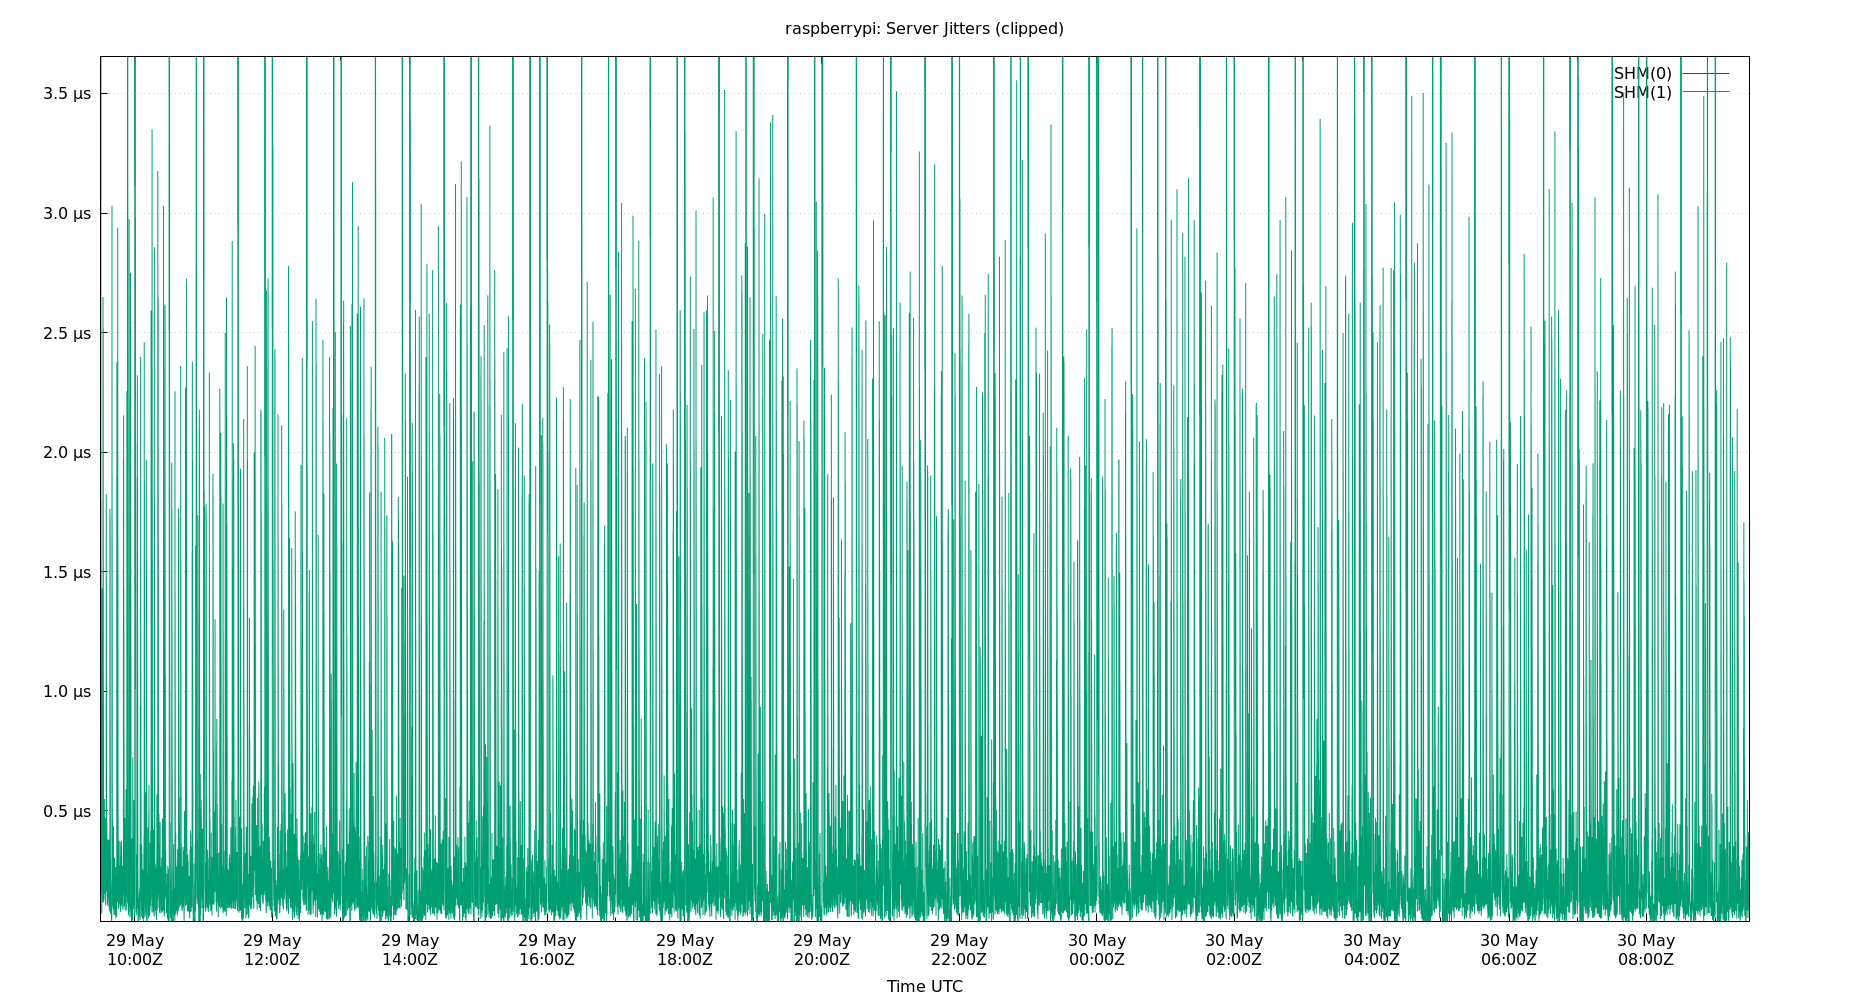 raspberrypi: Server Jitters (clipped)
SHM(0)
SHM(1)
3.5 µs
3.0 µs
2.5 µs
2.0 µs
1.5 µs
1.0 µs
0.5 µs
29 May 29 May 29 May 29 May 29 May 29 May 29 May 30 May 30 May 30 May 30 May 30 May
10:00Z 12:00Z 14:00Z 16:00Z 18:00Z 20:00Z 22:00Z 00:00Z 02:00Z 04:00Z 06:00Z 08:00Z
Time UTC